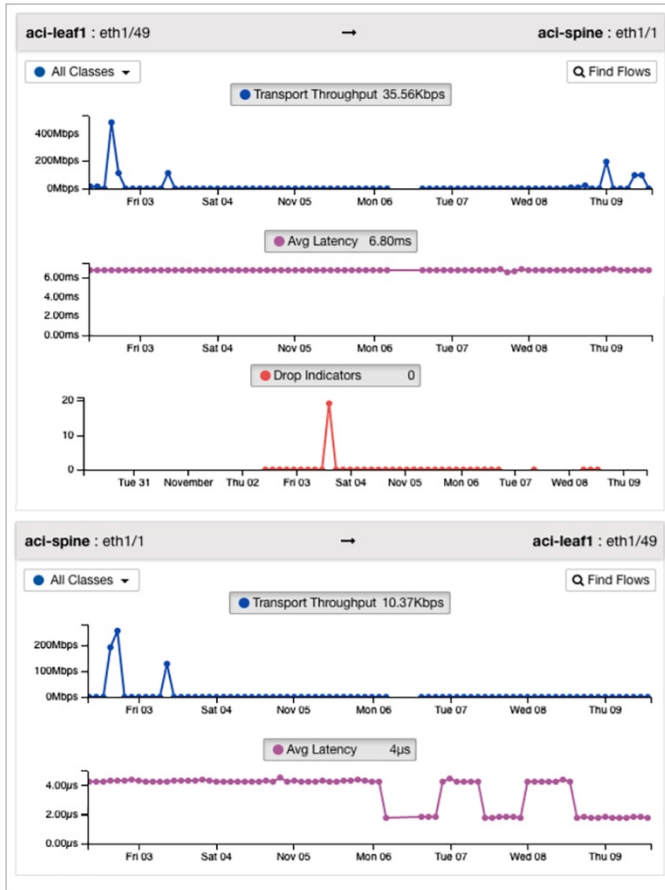 aci-leaf1 : eth1/49 → aci-spine : eth1/1
All Classes Find Flows
Transport Throughput 35.56Kbps
400Mbps
200Mbps
0Mbps
Fri 03 Sat 04 Nov 05 Mon 06 Tue 07 Wed 08 Thu 09
Avg Latency 6.80ms
6.00ms
4.00ms
2.00ms
0.00ms
Fri 03 Sat 04 Nov 05 Mon 06 Tue 07 Wed 08 Thu 09
Drop Indicators 0
20
10
0
Tue 31 November Thu 02 Fri 03 Sat 04 Nov 05 Mon 06 Tue 07 Wed 08 Thu 09
aci-spine : eth1/1 → aci-leaf1 : eth1/49
All Classes Find Flows
Transport Throughput 10.37Kbps
200Mbps
100Mbps
0Mbps
Fri 03 Sat 04 Nov 05 Mon 06 Tue 07 Wed 08 Thu 09
Avg Latency 4µs
4.00µs
2.00µs
0.00µs
Fri 03 Sat 04 Nov 05 Mon 06 Tue 07 Wed 08 Thu 09